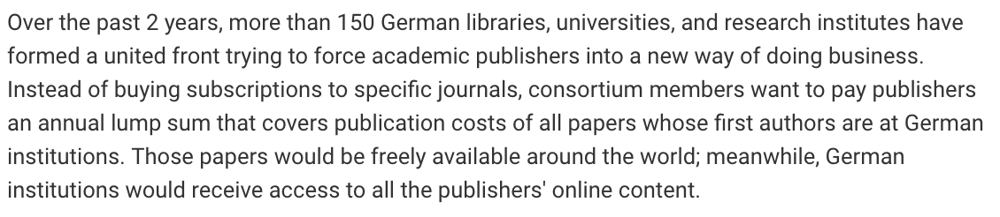 Over the past 2 years, more than 150 German libraries, universities, and research institutes have
formed a united front trying to force academic publishers into a new way of doing business.
Instead of buying subscriptions to specific journals, consortium members want to pay publishers
an annual lump sum that covers publication costs of all papers whose first authors are at German
institutions. Those papers would be freely available around the world; meanwhile, German
institutions would receive access to all the publishers' online content.